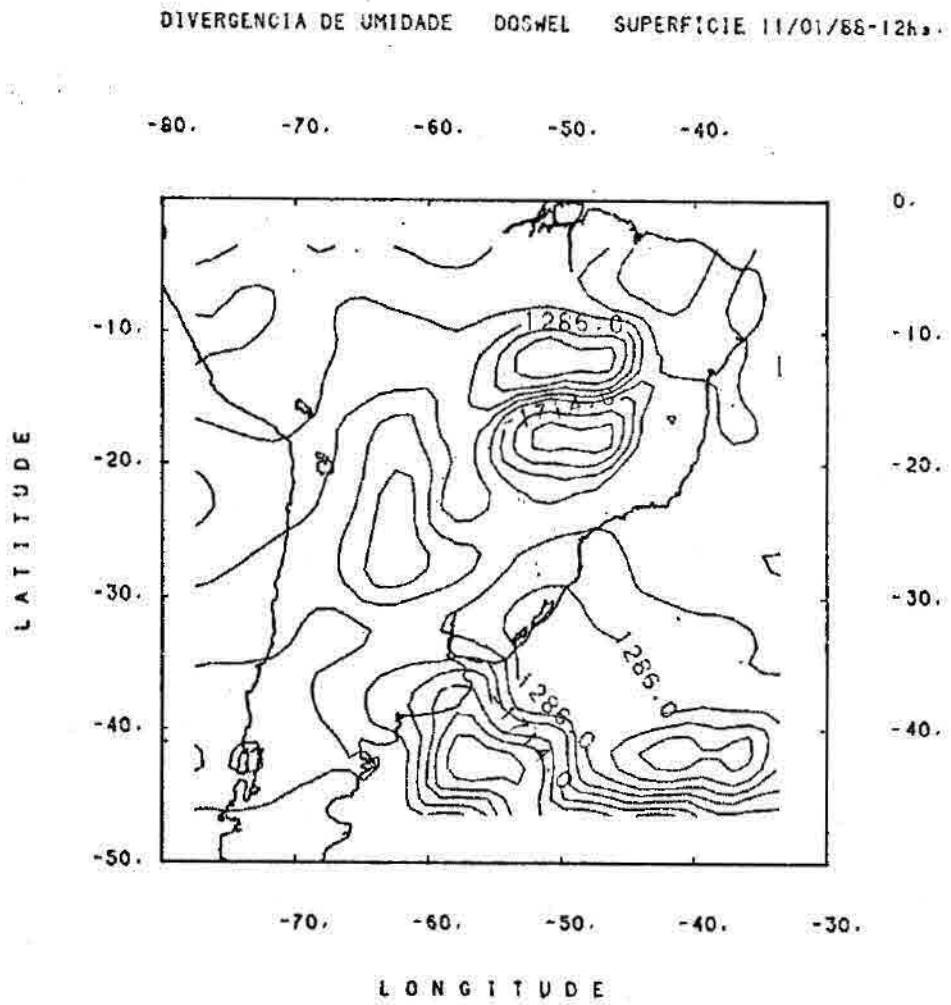 DIVERGENCIA DE UMIDADE DOSWEL SUPERFÍCIE 11/01/88-12hs.
-80. -70. -60. -50. -40.
0.
-10. 1286.0 -10.
-20. -20.
LATITUDE
-30. -30.
1286.0
1286.0
-40. -40.
-50.
-70. -60. -50. -40. -30.
LONGITUDE